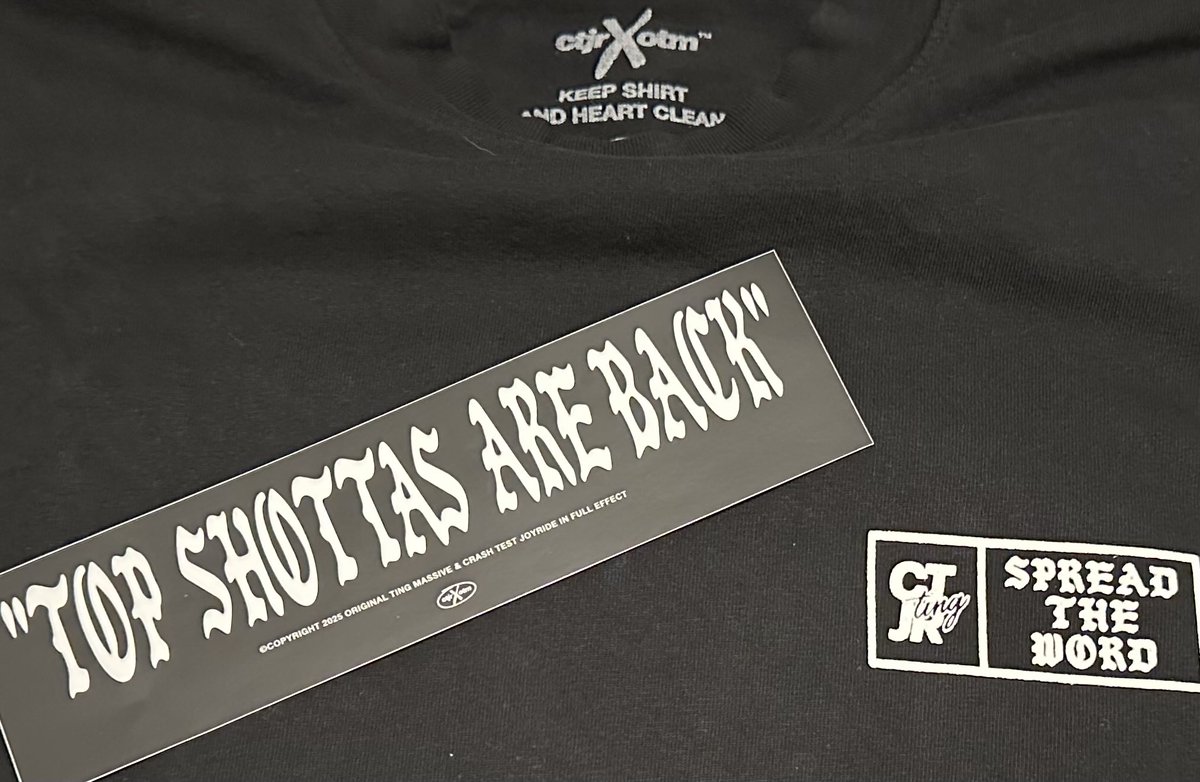 ctjr X otm™
KEEP SHIRT
AND HEART CLEAN
"TOP SHOTTAS ARE BACK"
©COPYRIGHT 2025 ORIGINAL TING MASSIVE & CRASH TEST JOYRIDE IN FULL EFFECT
ctjrXotm
CT
ting
JR
SPREAD
THE
WORD